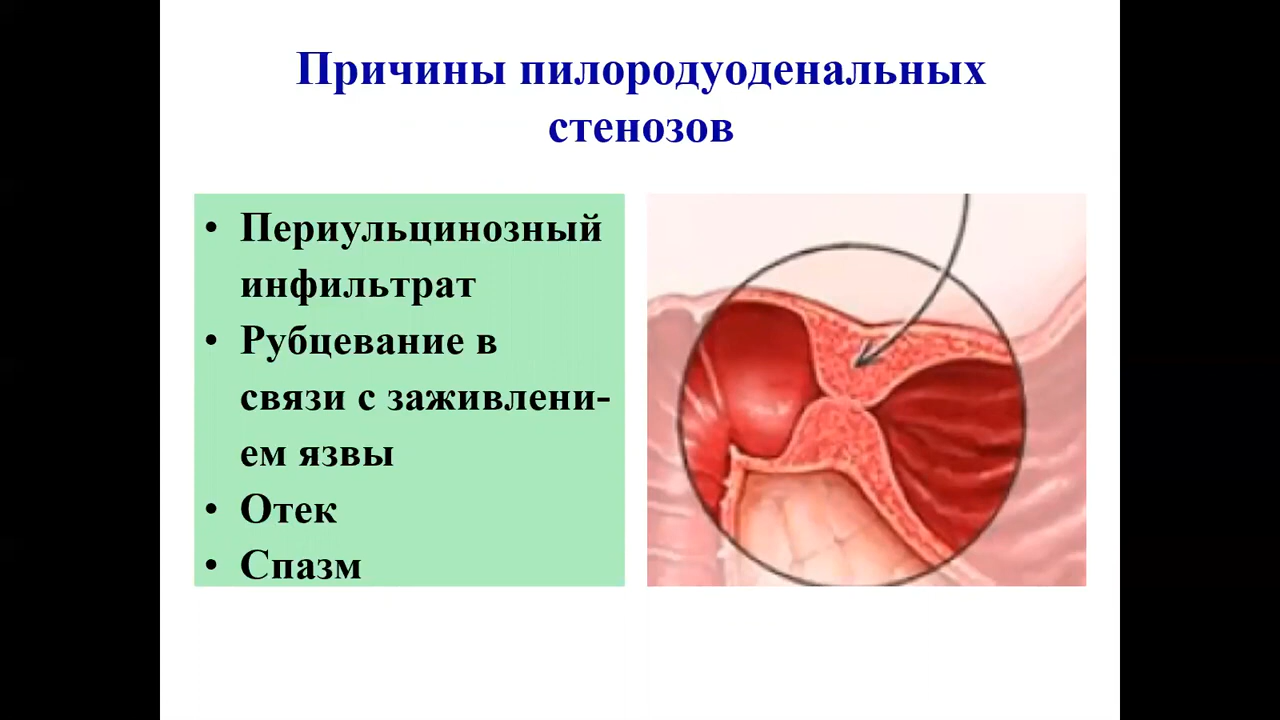 Причины пилородуоденальных
стенозов
• Периульцинозный
инфильтрат
• Рубцевание в
связи с заживлени-
ем язвы
• Отек
• Спазм